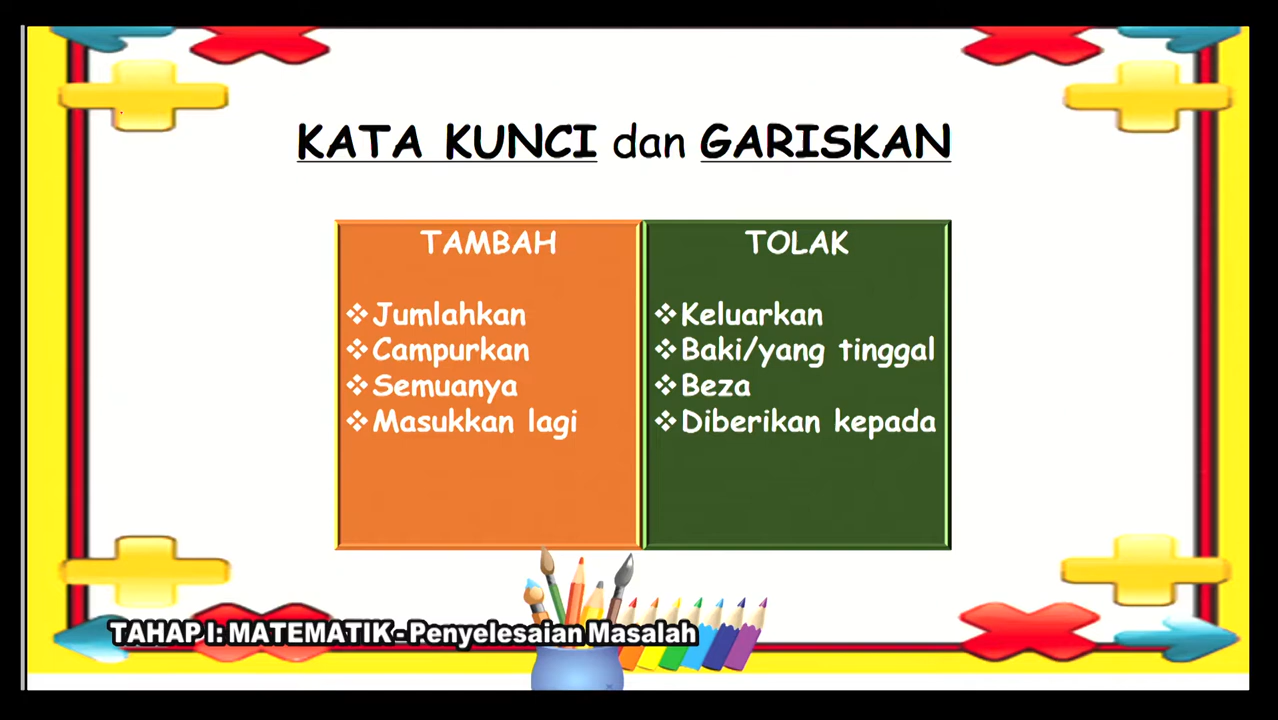 KATA KUNCI dan GARISKAN
TAMBAH
❖Jumlahkan
❖Campurkan
❖Semuanya
❖Masukkan lagi
TOLAK
❖Keluarkan
❖Baki/yang tinggal
❖Beza
❖Diberikan kepada
TAHAP I: MATEMATIK - Penyelesaian Masalah